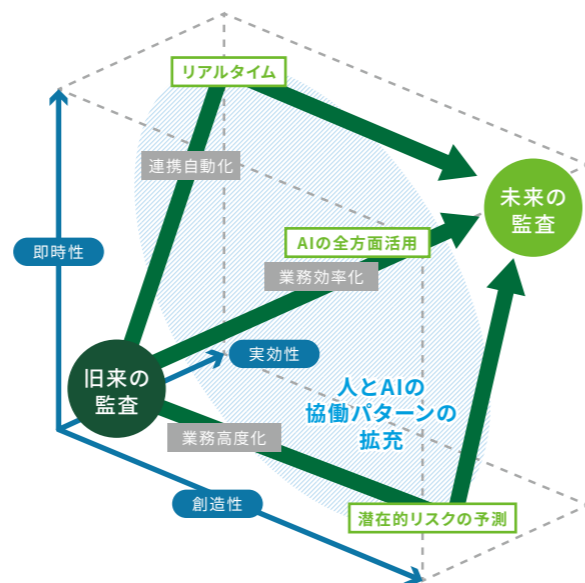 リアルタイム
連携自動化
未来の
監査
AIの全方面活用
即時性
業務効率化
実効性
旧来の
監査
人とAIの
協働パターンの
拡充
業務高度化
創造性
潜在的リスクの予測